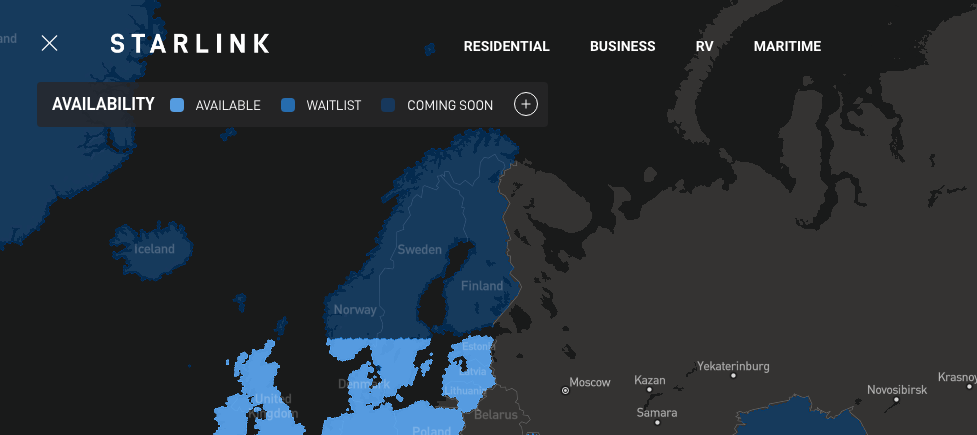 STARLINK
RESIDENTIAL BUSINESS RV MARITIME
and
AVAILABILITY AVAILABLE WAITLIST COMING SOON +
Iceland
Sweden
Finland
Norway
Estonia
Latvia
Lithuania
Denmark
United
Kingdom
Belarus
Poland
Moscow
Kazan
Yekaterinburg
Samara
Novosibirsk
Krasnoy